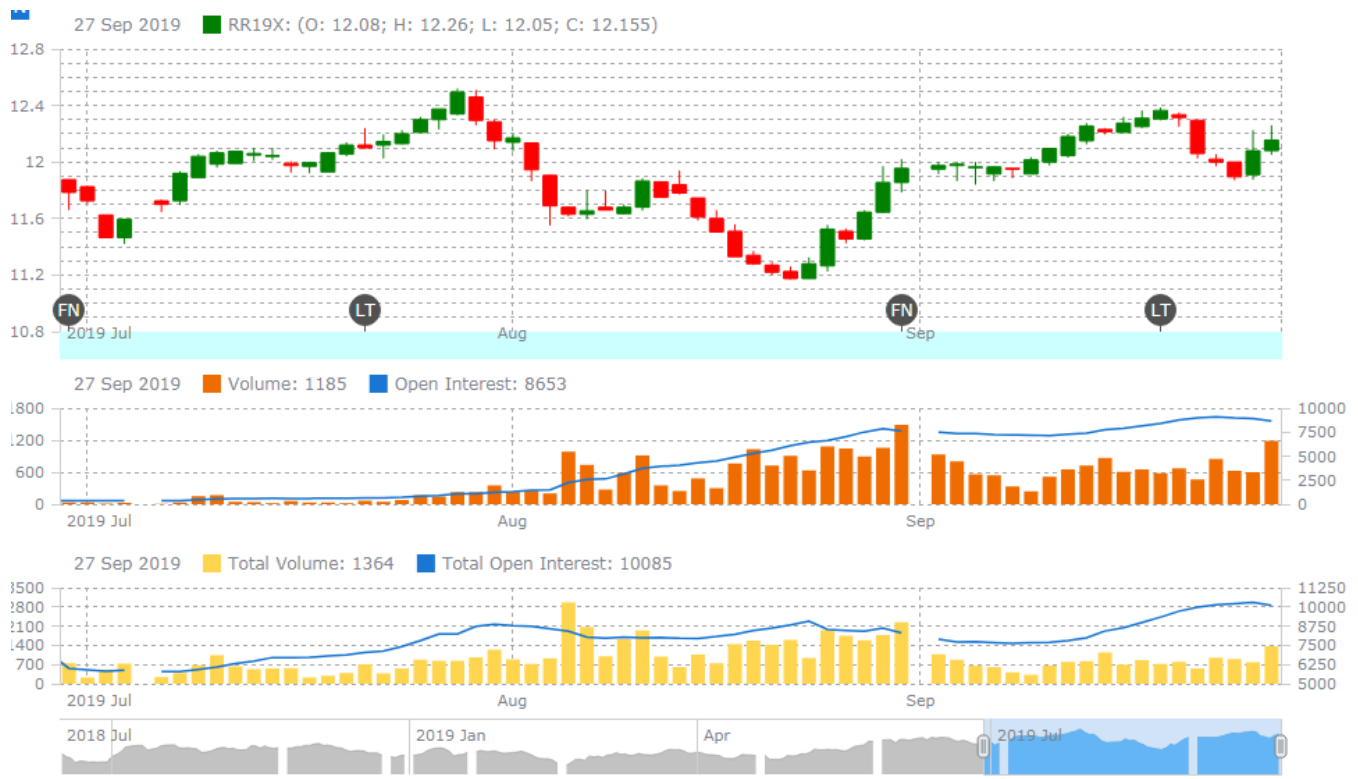 27 Sep 2019 RR19X: (O: 12.08; H: 12.26; L: 12.05; C: 12.155)
12.8
12.4
12
11.6
11.2
FN LT FN LT
10.8
2019 Jul Aug Sep
27 Sep 2019 Volume: 1185 Open Interest: 8653
1800 10000
7500
1200
5000
600
2500
0 0
2019 Jul Aug Sep
27 Sep 2019 Total Volume: 1364 Total Open Interest: 10085
3500 11250
2800 10000
2100 8750
1400 7500
700 6250
0 5000
2019 Jul Aug Sep
2018 Jul 2019 Jan Apr 2019 Jul